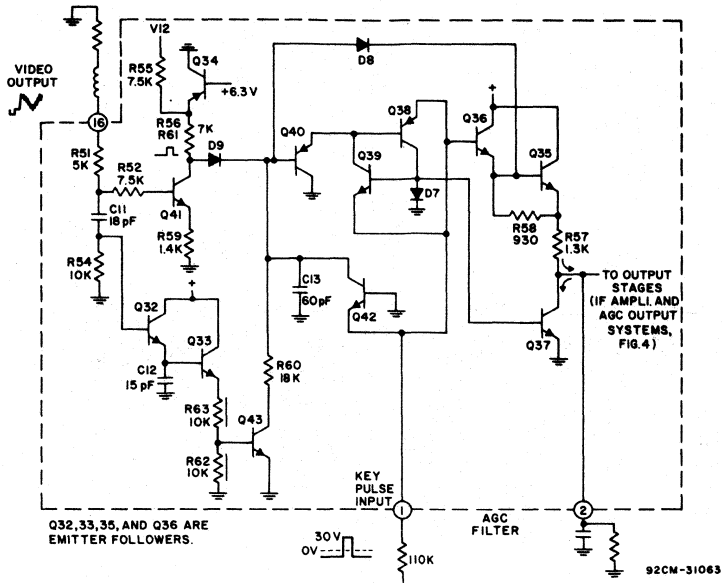 V12
R55
7.5K
Q34
+6.3 V
VIDEO
OUTPUT
16
R56
R61
7K
D8
D9
Q40
Q38
Q39
D7
Q36
+
Q35
R51
5K
R52
7.5K
Q41
C11
18pF
R59
1.4K
R58
930
R57
1.3K
R54
10K
+
Q32
Q33
C12
15 pF
C13
60pF
Q42
Q37
TO OUTPUT
STAGES
(IF AMPLI. AND
AGC OUTPUT
SYSTEMS,
FIG.4)
R60
18K
R63
10K
Q43
R62
10K
KEY
PULSE
INPUT
1
AGC
FILTER
2
Q32,33,35, AND Q36 ARE
EMITTER FOLLOWERS.
30V
0V
110K
92CM-31063